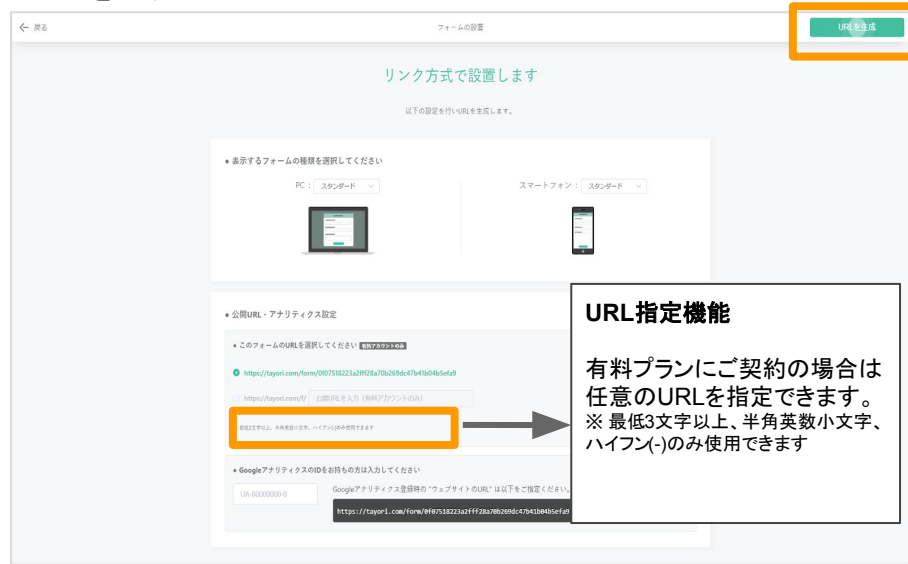 ← 戻る
フォームの設置
URLを生成
リンク方式で設置します
以下の設定を行いURLを生成します。
● 表示するフォームの種類を選択してください
PC： スタンダード
スマートフォン： スタンダード
● 公開URL・アナリティクス設定
● このフォームのURLを選択してください 有料アカウントのみ
https://tayori.com/form/0f07518223a2fff28a70b269dc47b41b04b5efa9
https://tayori.com/f/ 公開URLを入力（有料アカウントのみ）
最低3文字以上、半角英数小文字、ハイフン(-)のみ使用できます
● GoogleアナリティクスのIDをお持ちの方は入力してください
UA-00000000-0
Googleアナリティクス登録時の "ウェブサイトのURL" は以下をご指定ください。
https://tayori.com/form/0f07518223a2fff28a70b269dc47b41b04b5efa9
URL指定機能
有料プランにご契約の場合は
任意のURLを指定できます。
※ 最低3文字以上、半角英数小文字、
ハイフン(-)のみ使用できます